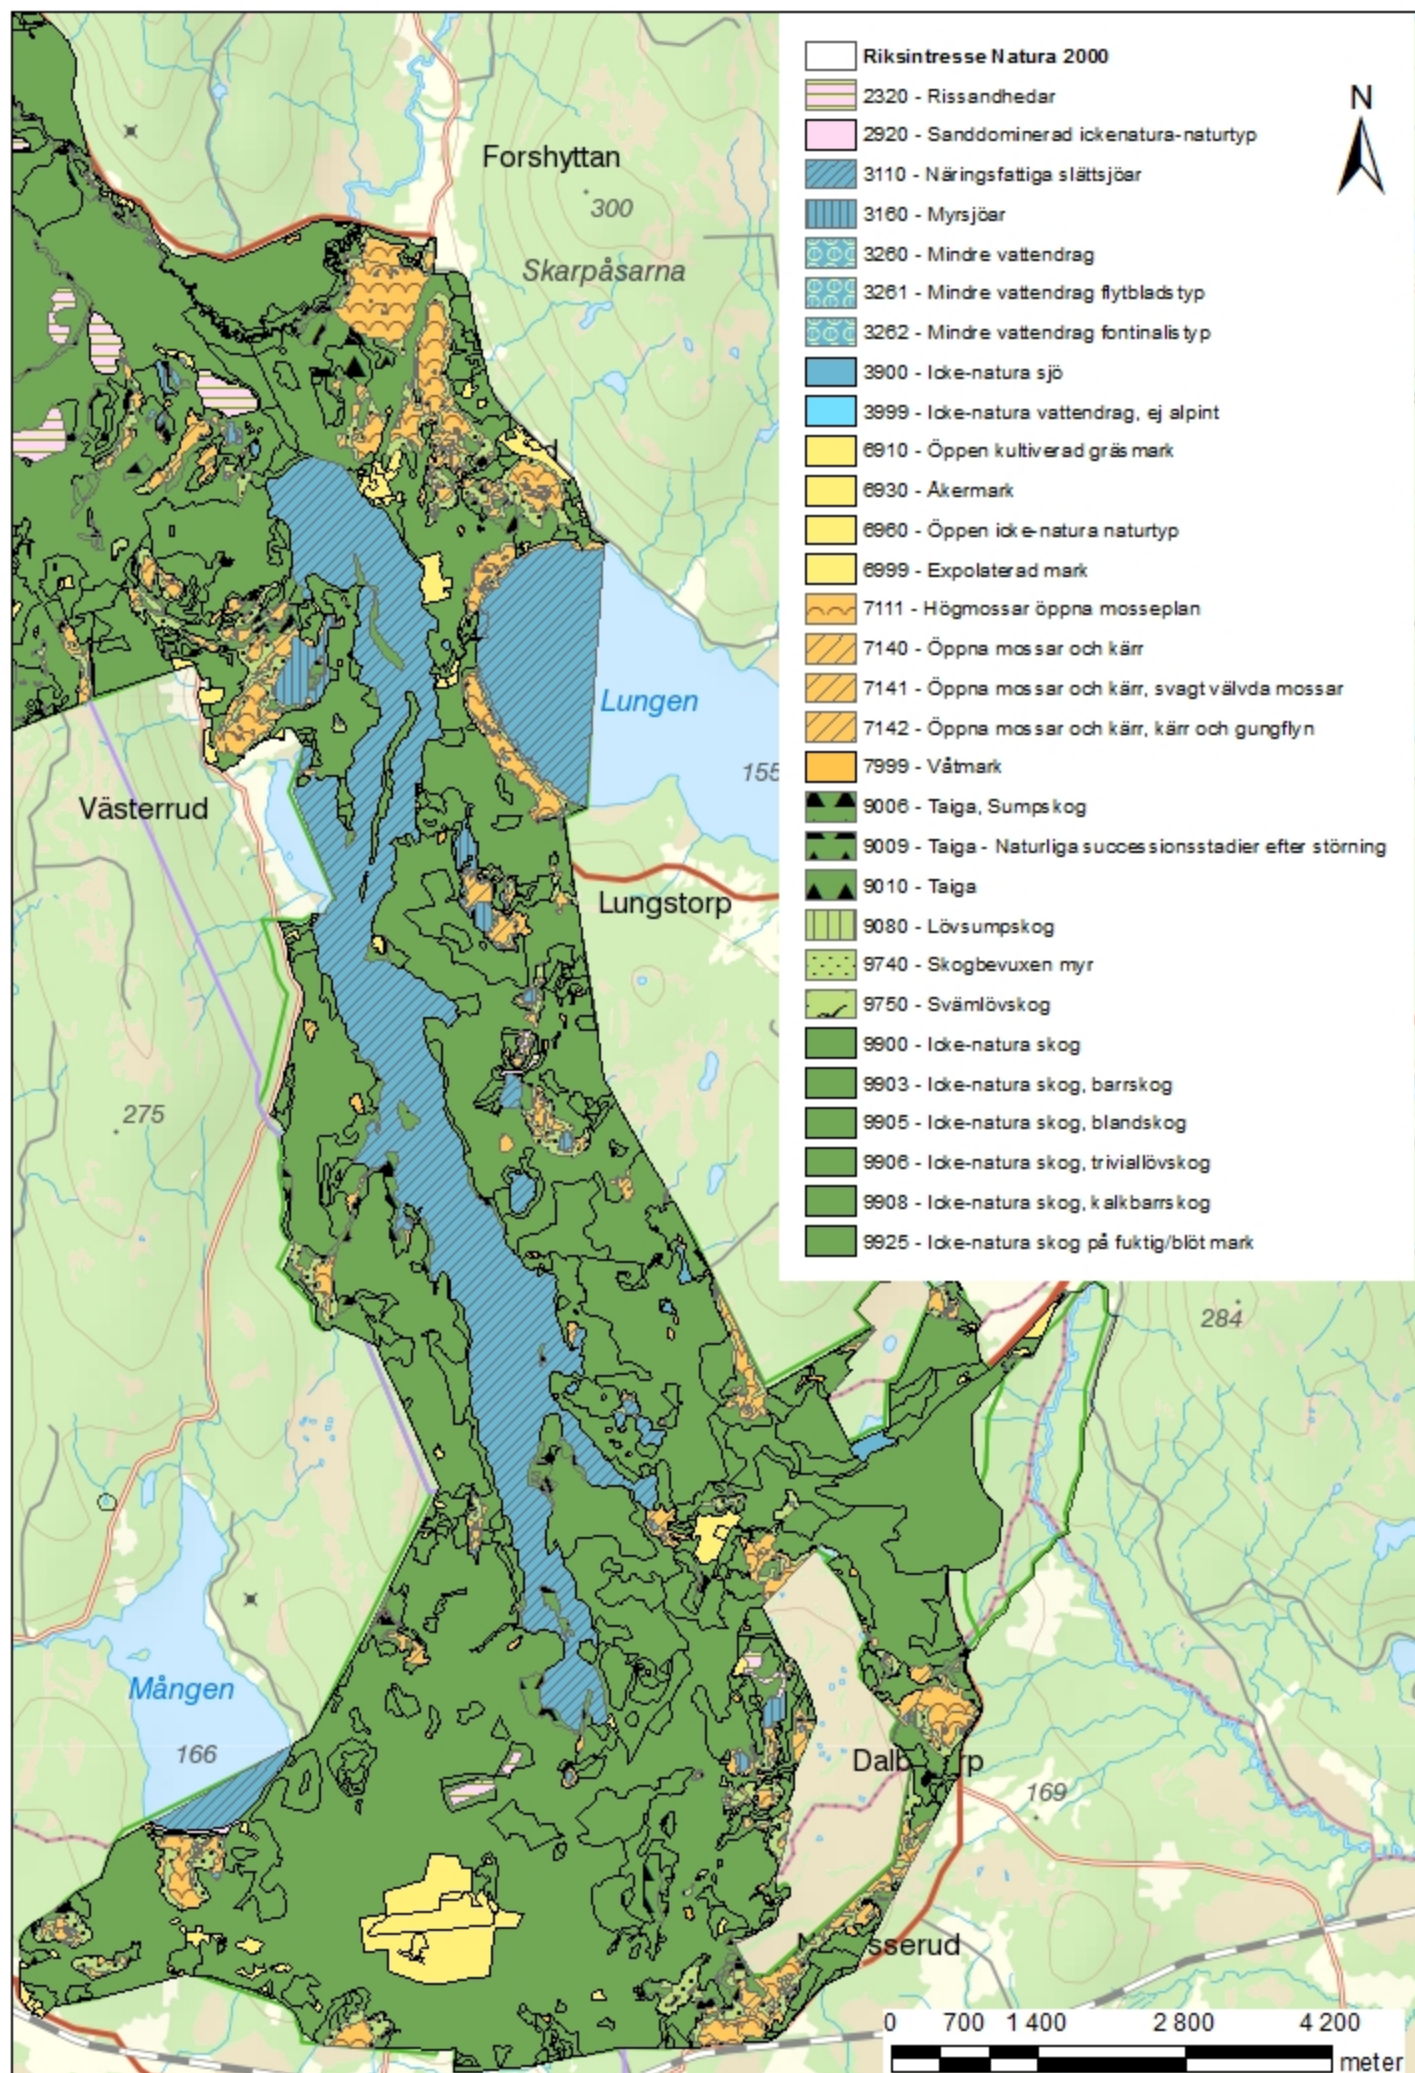 Riksintresse Natura 2000
2320 - Rissandhedar
2920 - Sanddominerad ickenatura-naturtyp
3110 - Näringsfattiga slättsjöar
3160 - Myrsjöar
3260 - Mindre vattendrag
3261 - Mindre vattendrag flytbladstyp
3262 - Mindre vattendrag fontinalistyp
3900 - Icke-natura sjö
3999 - Icke-natura vattendrag, ej alpint
6910 - Öppen kultiverad gräsmark
6930 - Åkermark
6960 - Öppen icke-natura naturtyp
6999 - Expolaterad mark
7111 - Högmossar öppna mosseplan
7140 - Öppna mossar och kärr
7141 - Öppna mossar och kärr, svagt välvda mossar
7142 - Öppna mossar och kärr, kärr och gungflyn
7999 - Våtmark
9006 - Taiga, Sumpskog
9009 - Taiga - Naturliga successionsstadier efter störning
9010 - Taiga
9080 - Lövsumpskog
9740 - Skogbevuxen myr
9750 - Svämlövskog
9900 - Icke-natura skog
9903 - Icke-natura skog, barrskog
9905 - Icke-natura skog, blandskog
9906 - Icke-natura skog, triviallövskog
9908 - Icke-natura skog, kalkbarrskog
9925 - Icke-natura skog på fuktig/blöt mark
N
Forshyttan
300
Skarpåsarna
Lungen
155
Västerrud
Lungstorp
275
284
Mången
166
169
0 700 1 400 2 800 4 200
meter